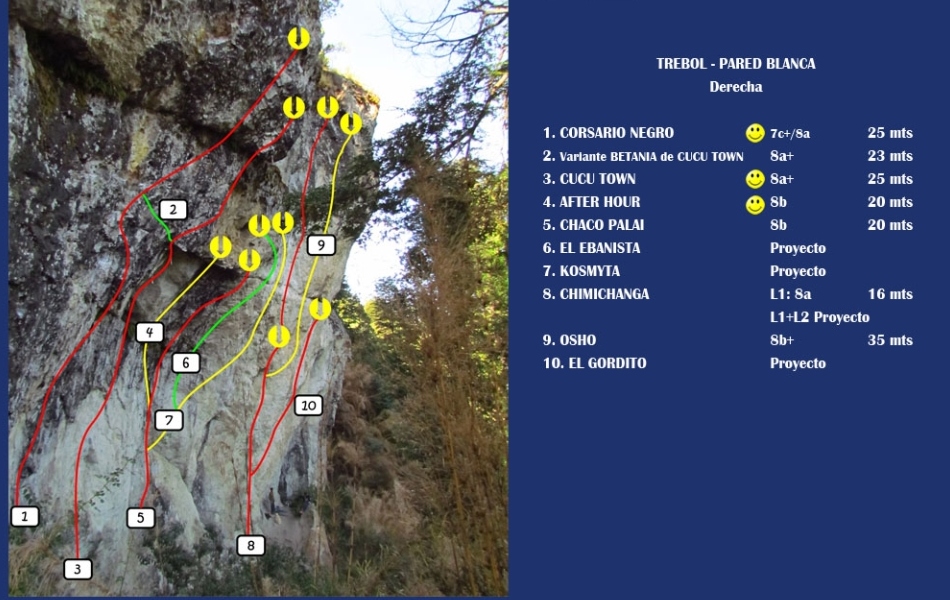 TREBOL - PARED BLANCA
Derecha
1. CORSARIO NEGRO 7c+/8a 25 mts
2. Variante BETANIA de CUCU TOWN 8a+ 23 mts
3. CUCU TOWN 8a+ 25 mts
4. AFTER HOUR 8b 20 mts
5. CHACO PALAI 8b 20 mts
6. EL EBANISTA Proyecto
7. KOSMYTA Proyecto
8. CHIMICHANGA L1: 8a 16 mts
L1+L2 Proyecto
9. OSHO 8b+ 35 mts
10. EL GORDITO Proyecto
2
9
4
6
10
7
1
5
8
3